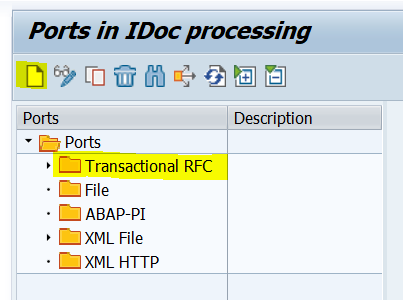 Ports in IDoc processing
Ports Description
Ports
Transactional RFC
File
ABAP-PI
XML File
XML HTTP